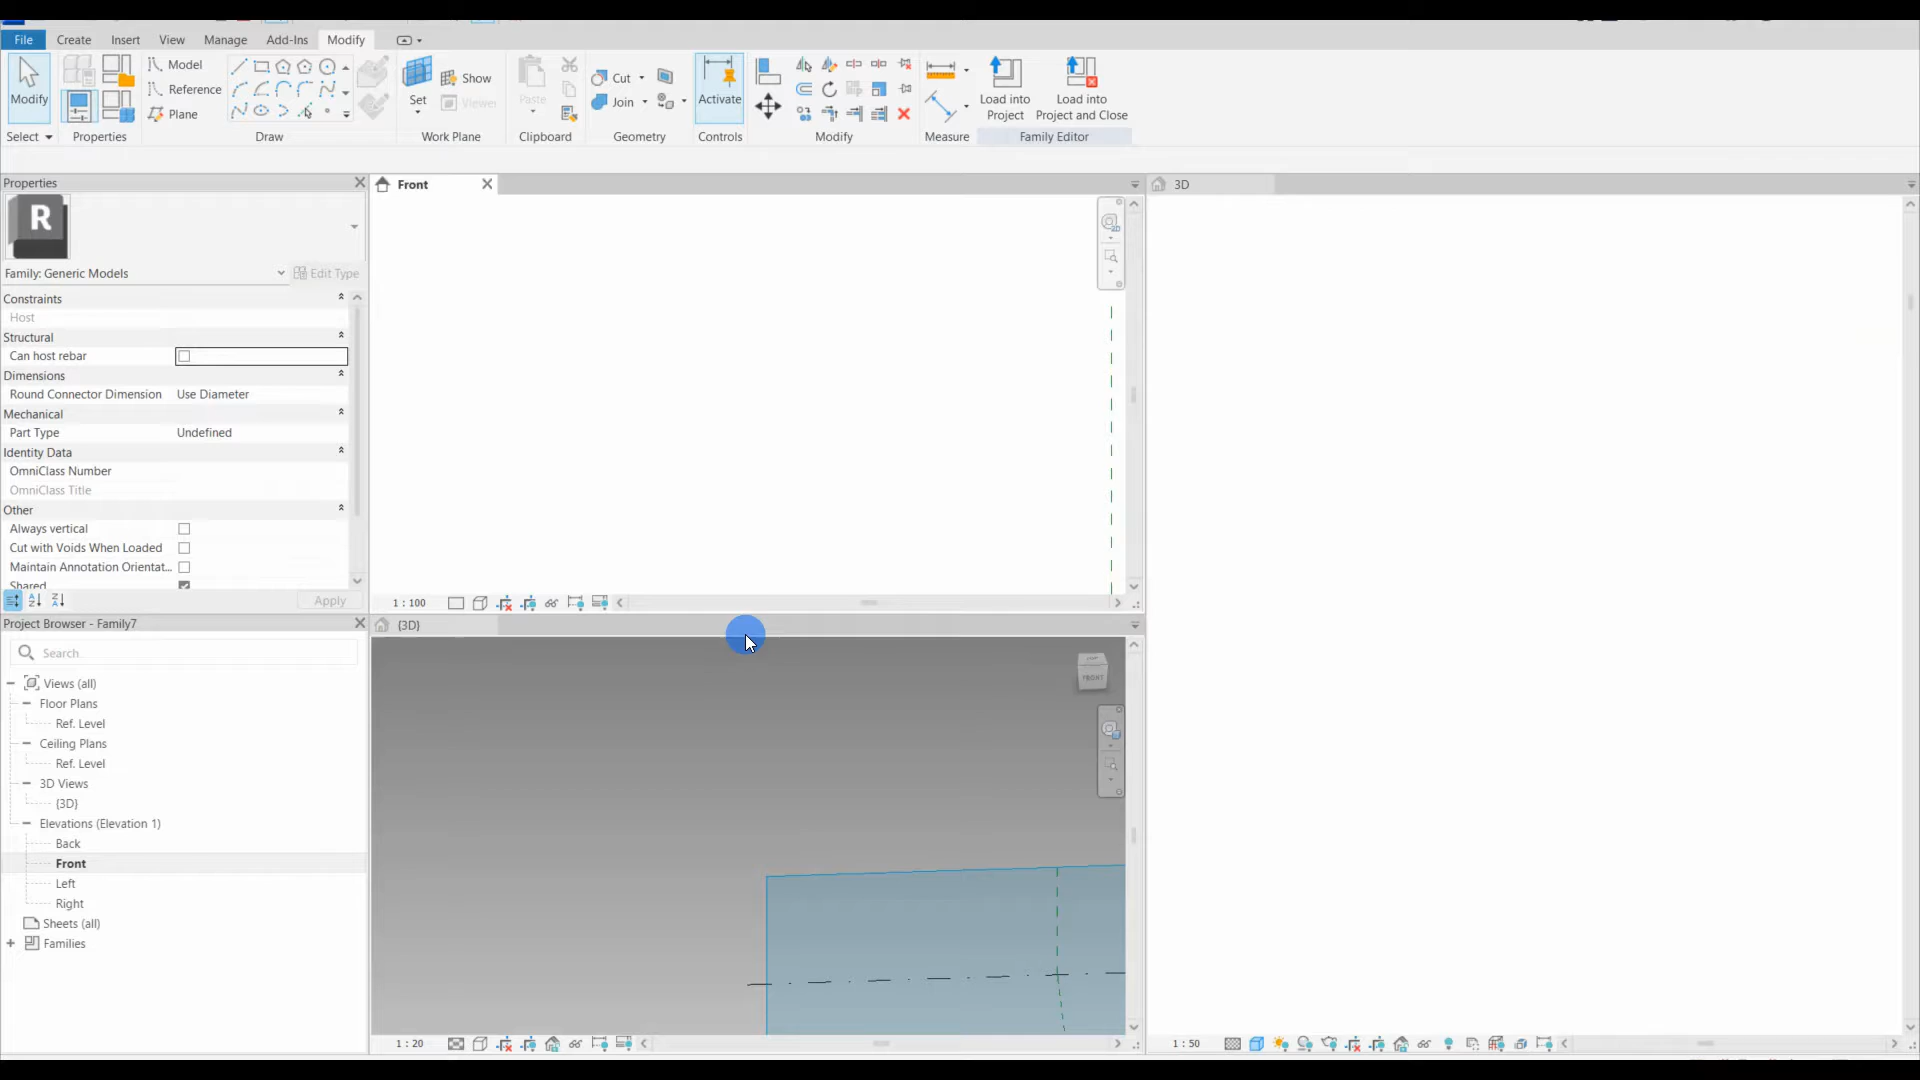 File Create Insert View Manage Add-Ins Modify
Modify
Select
Properties
Model
Reference
Plane
Draw
Set
Show
Viewer
Work Plane
Paste
Clipboard
Cut
Join
Geometry
Activate
Controls
Modify
Measure
Load into
Project
Load into
Project and Close
Family Editor
Properties
R
Family: Generic Models
Edit Type
Constraints
Host
Structural
Can host rebar
Dimensions
Round Connector Dimension Use Diameter
Mechanical
Part Type Undefined
Identity Data
OmniClass Number
OmniClass Title
Other
Always vertical
Cut with Voids When Loaded
Maintain Annotation Orientat...
Shared
Apply
Project Browser - Family7
Search
Views (all)
Floor Plans
Ref. Level
Ceiling Plans
Ref. Level
3D Views
{3D}
Elevations (Elevation 1)
Back
Front
Left
Right
Sheets (all)
Families
Front
1 : 100
{3D}
FRONT
1 : 20
3D
1 : 50